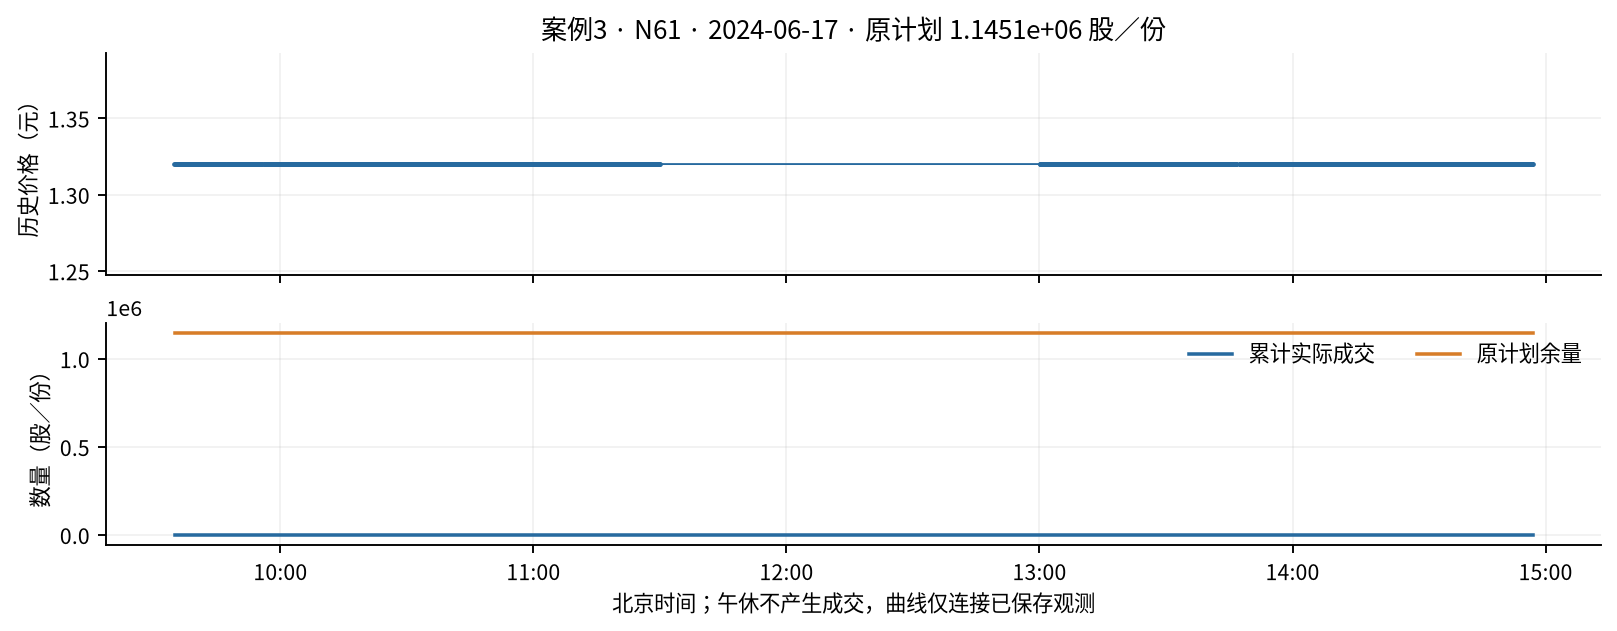 案例3 · N61 · 2024-06-17 · 原计划 1.1451e+06 股／份
历史价格（元）
1.35
1.30
1.25
1e6
数量（股／份）
1.0
0.5
0.0
累计实际成交
原计划余量
10:00
11:00
12:00
13:00
14:00
15:00
北京时间；午休不产生成交，曲线仅连接已保存观测